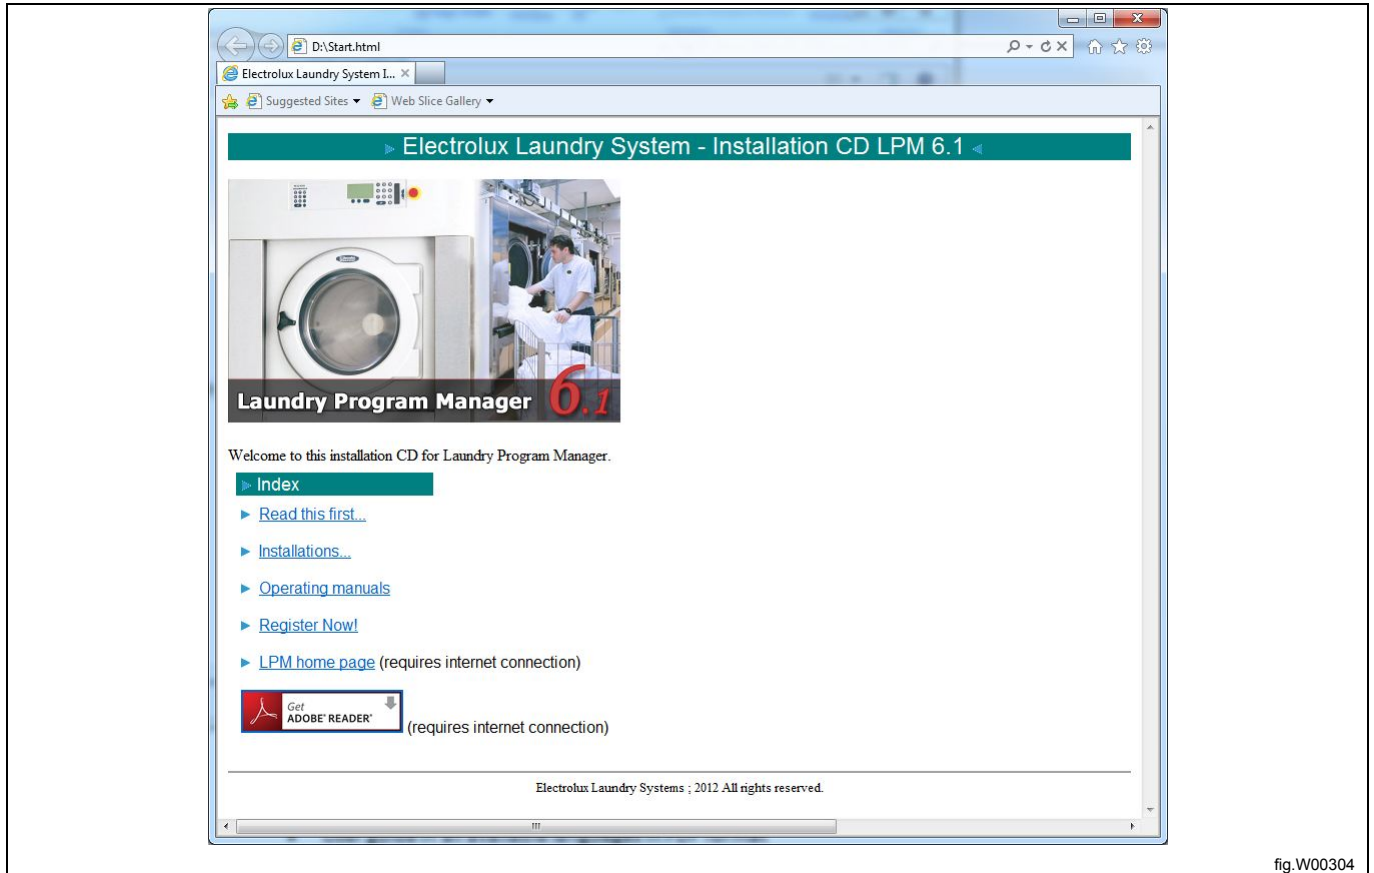 D:\Start.html
Electrolux Laundry System I...
Suggested Sites
Web Slice Gallery
Electrolux Laundry System - Installation CD LPM 6.1
Laundry Program Manager 6.1
Welcome to this installation CD for Laundry Program Manager.
Index
Read this first...
Installations...
Operating manuals
Register Now!
LPM home page (requires internet connection)
Get
ADOBE® READER®
(requires internet connection)
Electrolux Laundry Systems ; 2012 All rights reserved.
fig.W00304